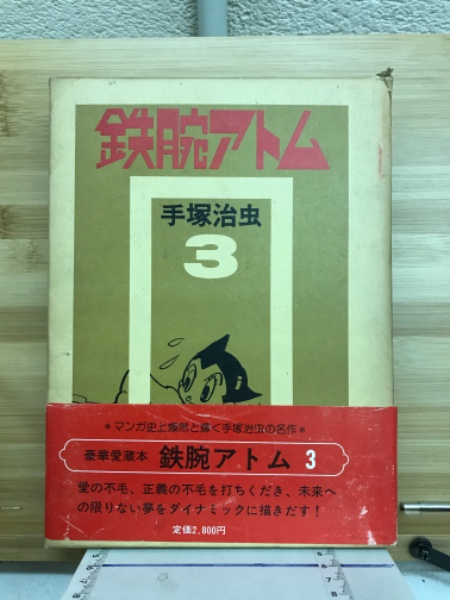 鉄腕アトム
手塚治虫
3
*マンガ史上燦然と輝く手塚治虫の名作*
豪華愛蔵本 鉄腕アトム 3
愛の不毛、正義の不毛を打ちくだき、未来へ
の限りない夢をダイナミックに描きだす!
定価2,800円